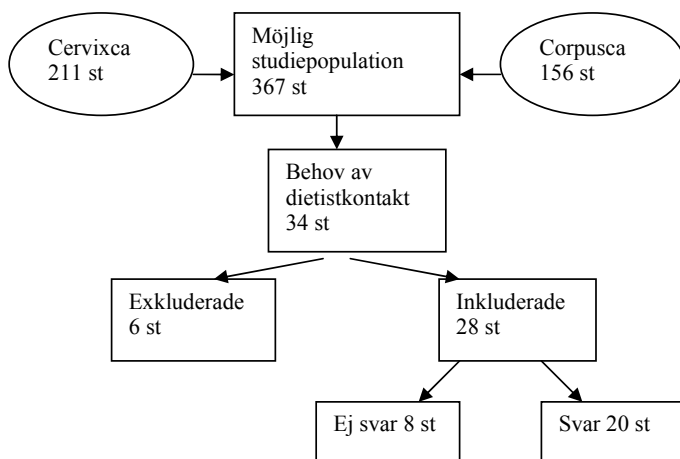 Cervixca
211 st
Möjlig
studiepopulation
367 st
Corpusca
156 st
Behov av
dietistkontakt
34 st
Exkluderade
6 st
Inkluderade
28 st
Ej svar 8 st
Svar 20 st